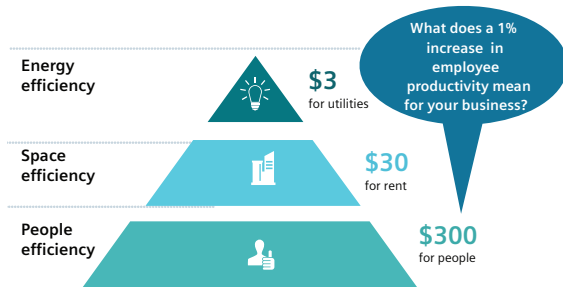 What does a 1%
increase in
employee
productivity mean
for your business?
Energy
efficiency
$3
for utilities
Space
efficiency
$30
for rent
People
efficiency
$300
for people